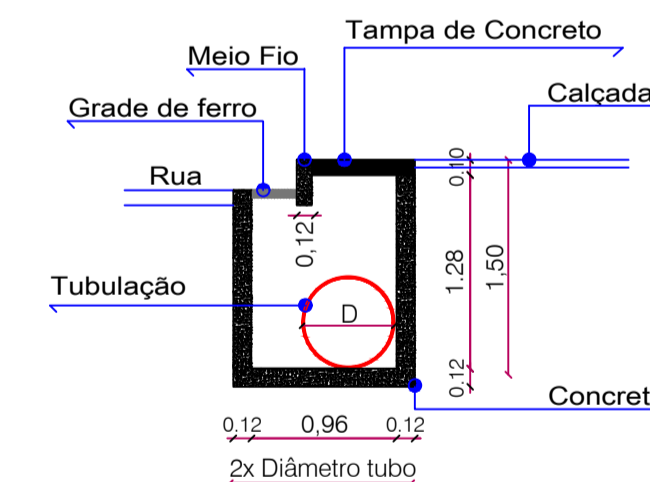 Tampa de Concreto
Meio Fio
Calçada
Grade de ferro
Rua
0.10
0,12
1.28
1,50
Tubulação
D
0.12
Concret
0.12 0,96 0.12
2x Diâmetro tubo